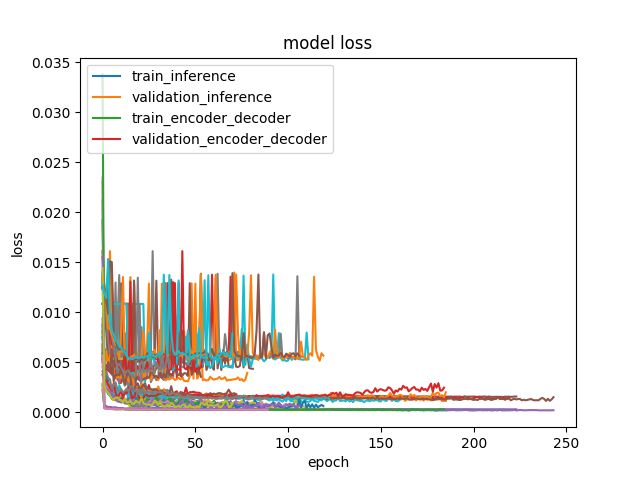 model loss
train_inference
validation_inference
train_encoder_decoder
validation_encoder_decoder
0.035
0.030
0.025
0.020
0.015
0.010
0.005
0.000
loss
0 50 100 150 200 250
epoch